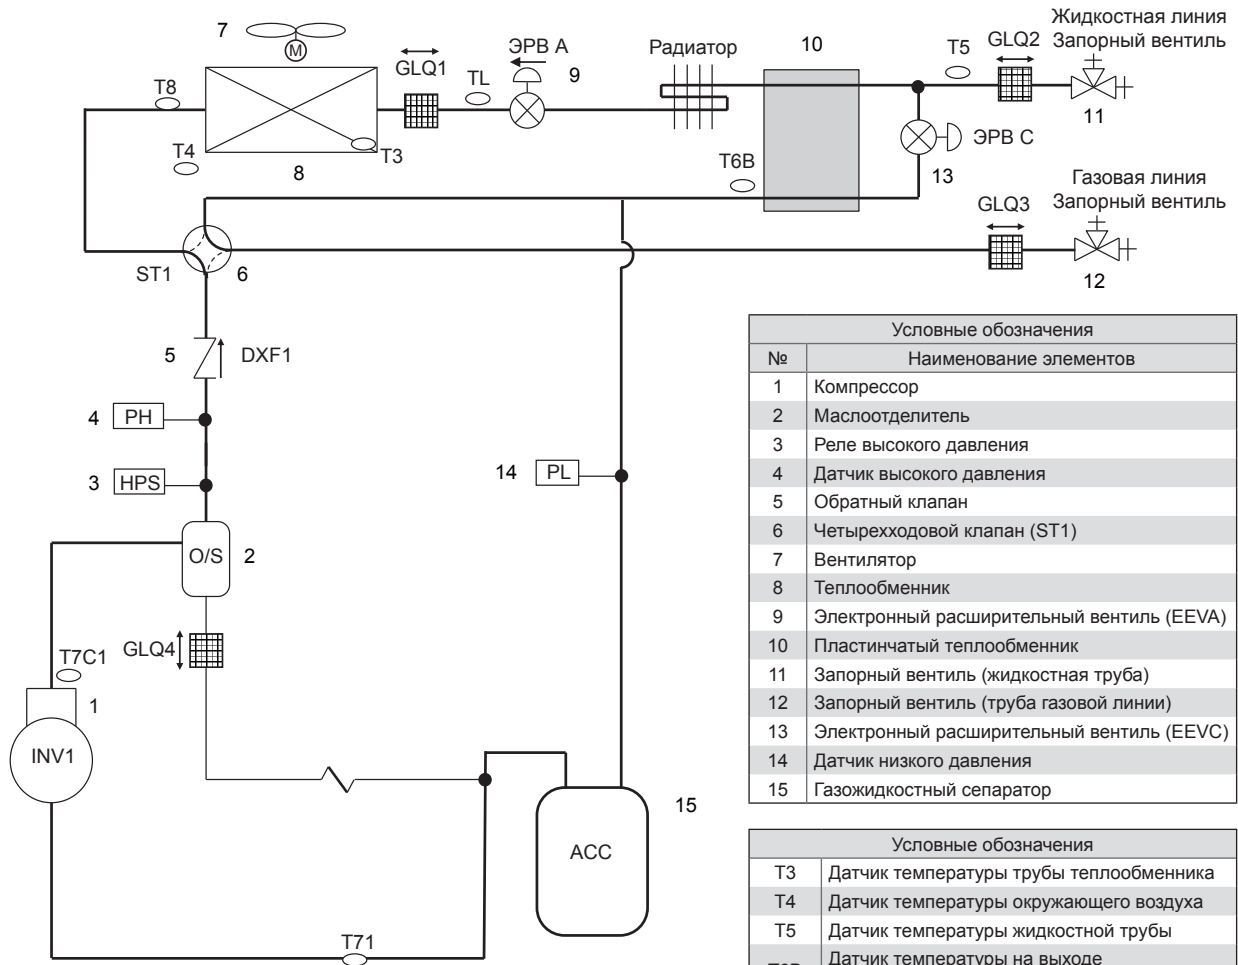 Жидкостная линия
Запорный вентиль
7
M
ЭРВ А
Радиатор
10
T5
GLQ2
GLQ1
TL
9
T8
11
T4
T3
8
T6B
ЭРВ С
13
Газовая линия
Запорный вентиль
GLQ3
ST1
6
12
5
DXF1
4
PH
3
HPS
14
PL
O/S
2
GLQ4
T7C1
1
INV1
15
ACC
T71
Условные обозначения
№ Наименование элементов
1 Компрессор
2 Маслоотделитель
3 Реле высокого давления
4 Датчик высокого давления
5 Обратный клапан
6 Четырехходовой клапан (ST1)
7 Вентилятор
8 Теплообменник
9 Электронный расширительный вентиль (EEVA)
10 Пластинчатый теплообменник
11 Запорный вентиль (жидкостная труба)
12 Запорный вентиль (труба газовой линии)
13 Электронный расширительный вентиль (EEVC)
14 Датчик низкого давления
15 Газожидкостный сепаратор
Условные обозначения
T3 Датчик температуры трубы теплообменника
T4 Датчик температуры окружающего воздуха
T5 Датчик температуры жидкостной трубы
Датчик температуры на выходе